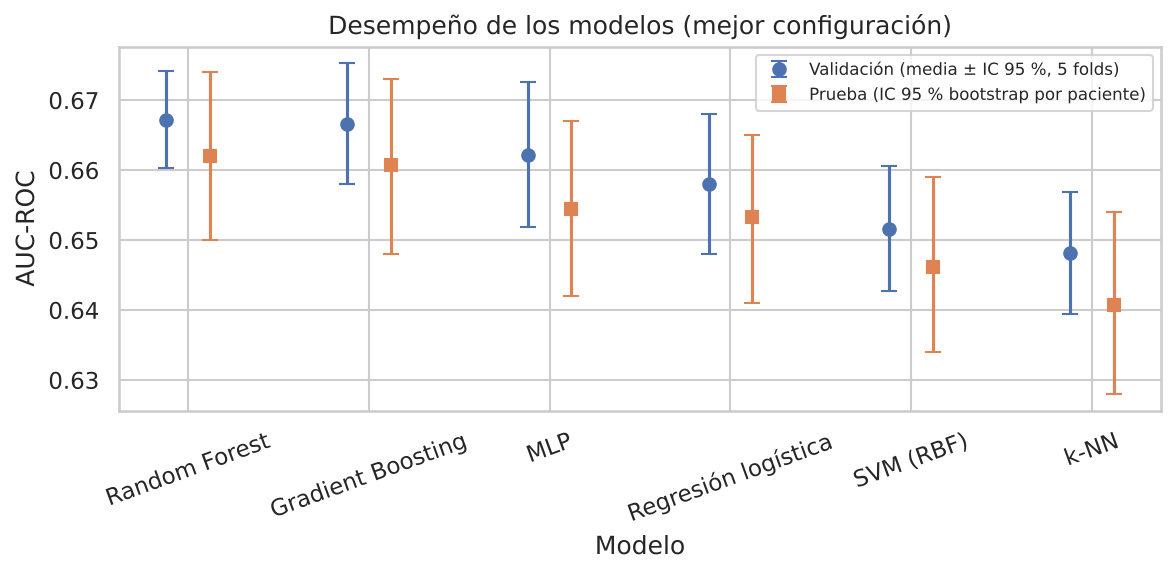 Desempeño de los modelos (mejor configuración)
Validación (media ± IC 95 %, 5 folds)
Prueba (IC 95 % bootstrap por paciente)
AUC-ROC
0.67
0.66
0.65
0.64
0.63
Random Forest
Gradient Boosting
MLP
Regresión logística
SVM (RBF)
k-NN
Modelo